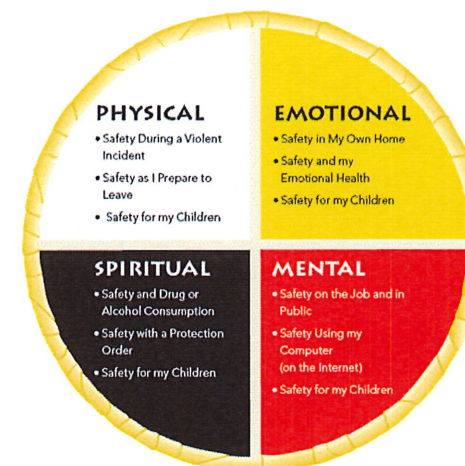 PHYSICAL
• Safety During a Violent
Incident
• Safety as I Prepare to
Leave
• Safety for my Children
EMOTIONAL
• Safety in My Own Home
• Safety and my
Emotional Health
• Safety for my Children
SPIRITUAL
• Safety and Drug or
Alcohol Consumption
• Safety with a Protection
Order
• Safety for my Children
MENTAL
• Safety on the Job and in
Public
• Safety Using my
Computer
(on the Internet)
• Safety for my Children